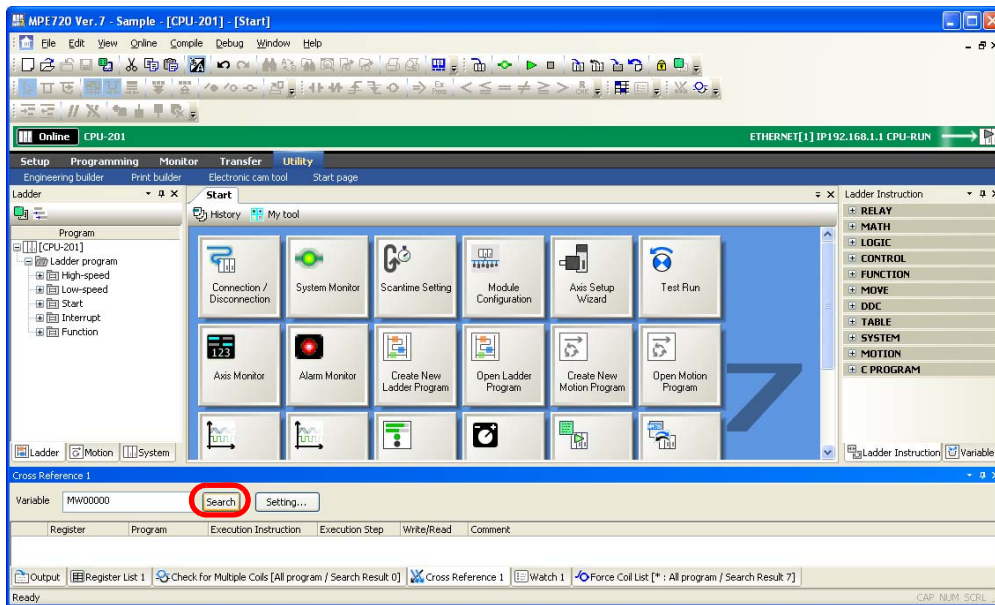 MPE720 Ver.7 - Sample - [CPU-201] - [Start]
File Edit View Online Compile Debug Window Help
Online CPU-201 ETHERNET[1] IP192.168.1.1 CPU-RUN
Setup Programming Monitor Transfer Utility
Engineering builder Print builder Electronic cam tool Start page
Ladder
Start
Ladder Instruction
History My tool
Program
[CPU-201]
Ladder program
High-speed
Low-speed
Start
Interrupt
Function
Connection / Disconnection
System Monitor
Scantime Setting
Module Configuration
Axis Setup Wizard
Test Run
123
Axis Monitor
Alarm Monitor
Create New Ladder Program
Open Ladder Program
Create New Motion Program
Open Motion Program
7
RELAY
MATH
LOGIC
CONTROL
FUNCTION
MOVE
DDC
TABLE
SYSTEM
MOTION
C PROGRAM
Ladder Motion System
Ladder Instruction Variable
Cross Reference 1
Variable MW00000 Search Setting...
Register Program Execution Instruction Execution Step Write/Read Comment
Output Register List 1 Check for Multiple Coils [All program / Search Result 0] Cross Reference 1 Watch 1 Force Coil List [* : All program / Search Result 7]
Ready CAP NUM SCRL